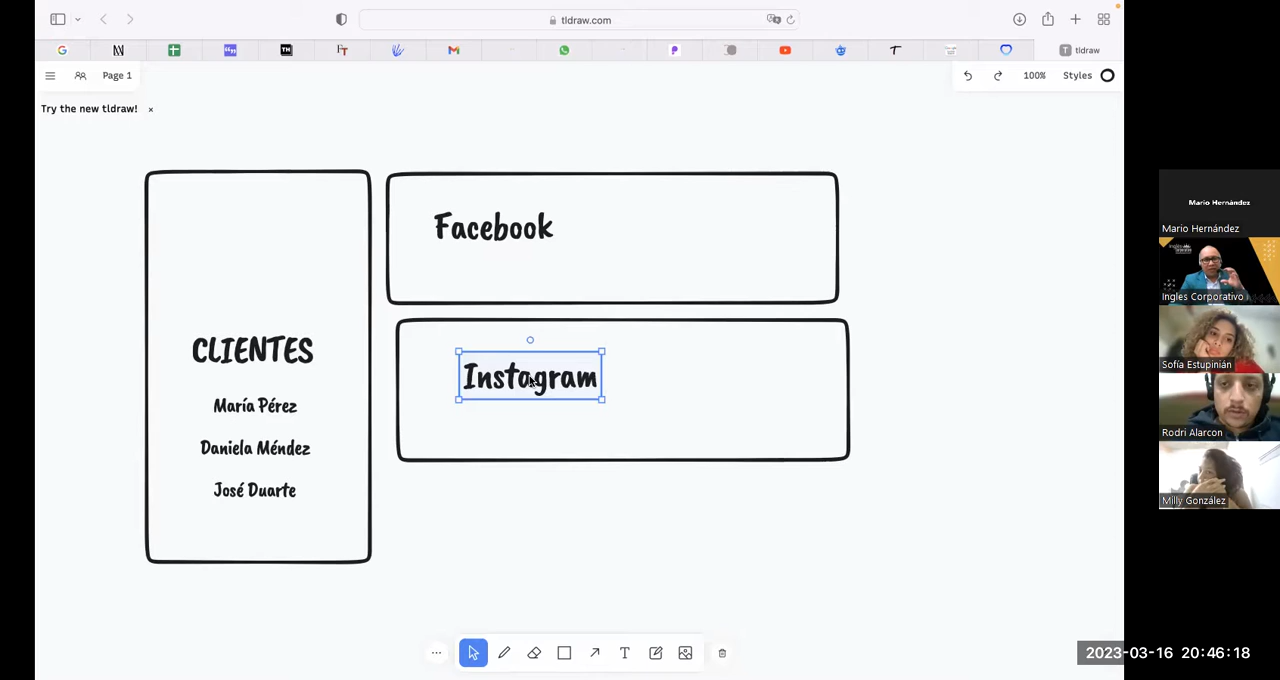 tldraw.com
tldraw
Page 1
100%
Styles
Try the new tldraw!
Facebook
Instagram
CLIENTES
María Pérez
Daniela Méndez
José Duarte
Mario Hernández
Mario Hernández
Ingles Corporativo
Sofía Estupinián
Rodri Alarcon
Milly González
2023-03-16 20:46:18